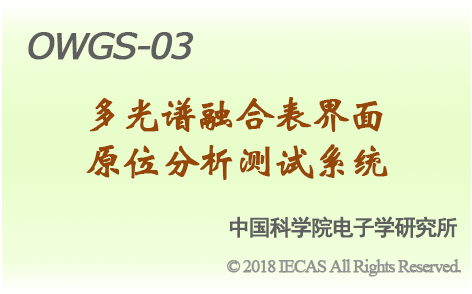 OWGS-03
多光谱融合表界面
原位分析测试系统
中国科学院电子学研究所
© 2018 IECAS All Rights Reserved.